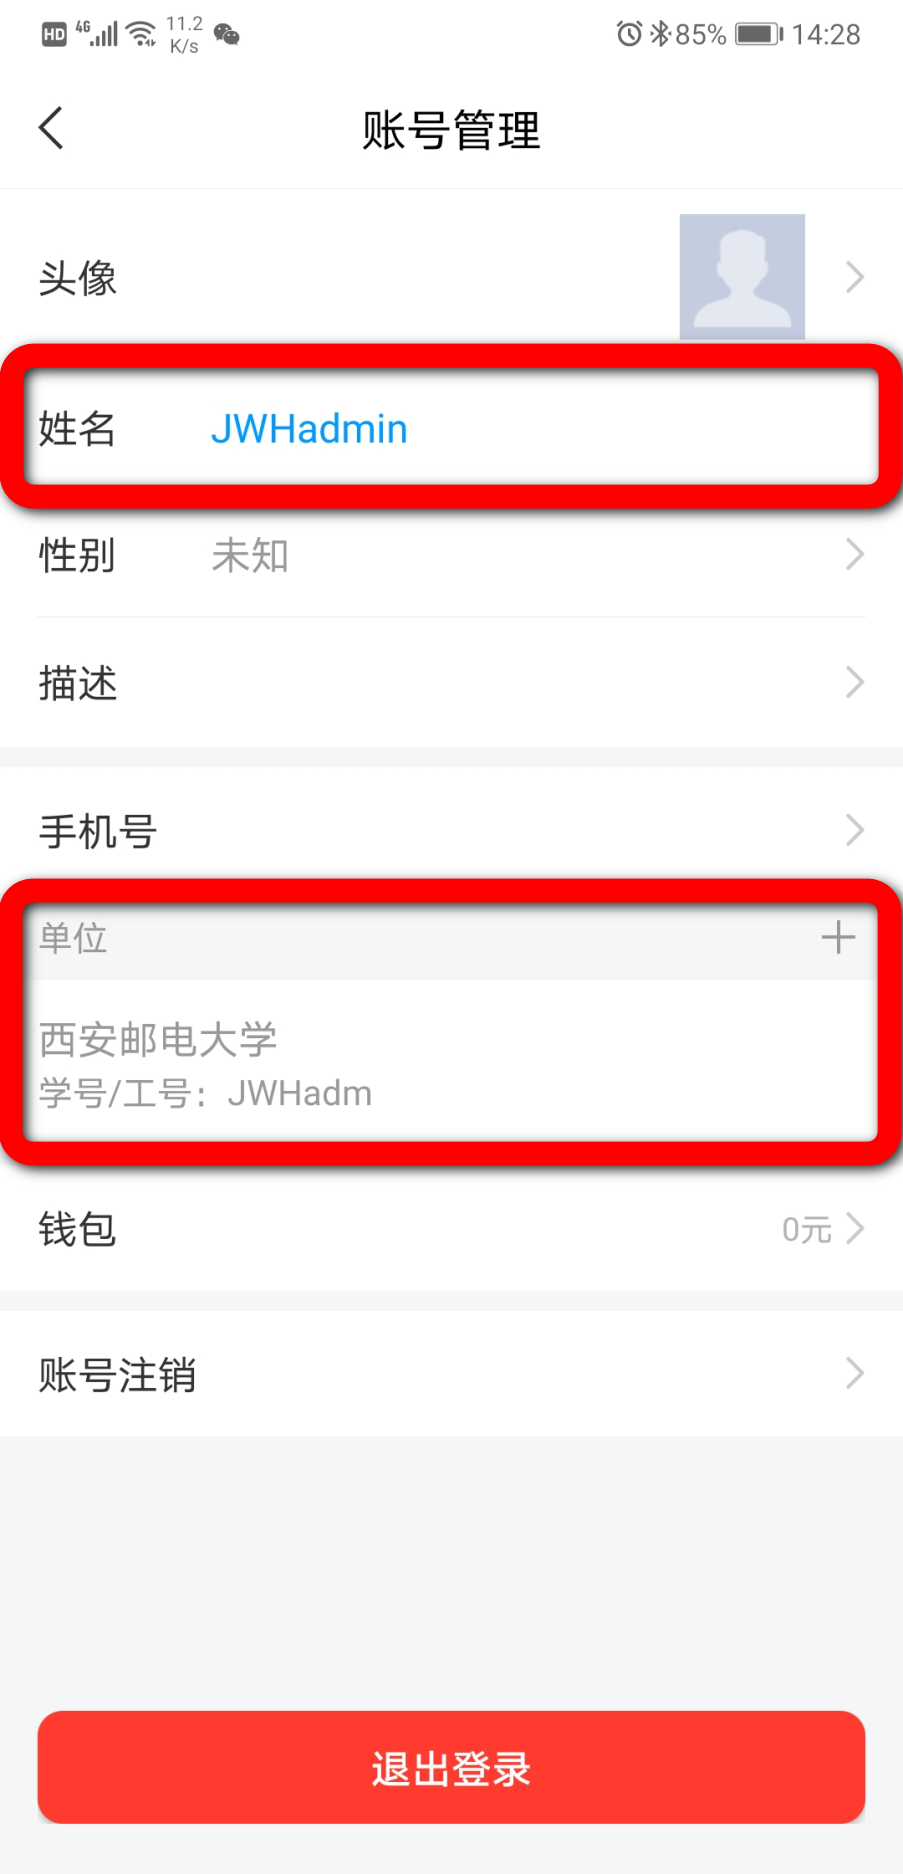 HD 4G 11.2 K/s 85% 14:28
账号管理
头像
姓名 JWHadmin
性别 未知
描述
手机号
单位
西安邮电大学
学号/工号：JWHadm
钱包 0元
账号注销
退出登录